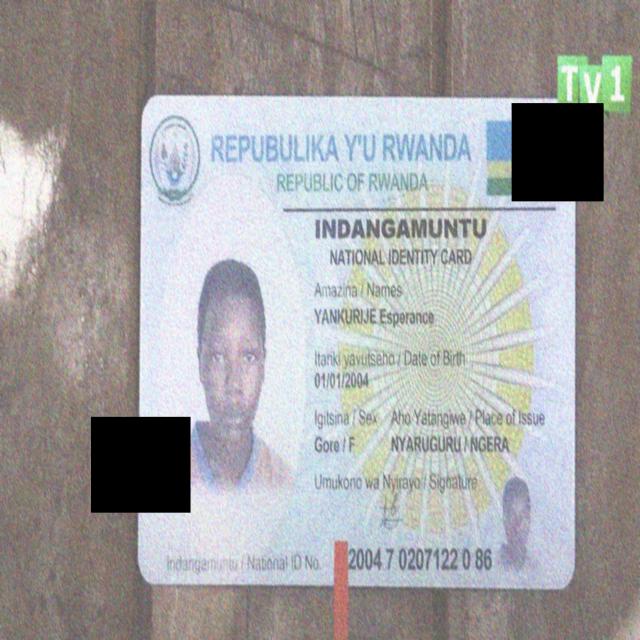 TV1
REPUBULIKA Y'U RWANDA
REPUBLIC OF RWANDA
INDANGAMUNTU
NATIONAL IDENTITY CARD
Amazina / Names
YANKURIJE Esperance
Itariki yavutseho / Date of Birth
01/01/2004
Igitsina / Sex Aho Yatangiwe / Place of Issue
Gore / F NYARUGURU / NGERA
Umukono wa Nyirayo / Signature
Indangamuntu / National ID No. 2004 7 0207122 0 86